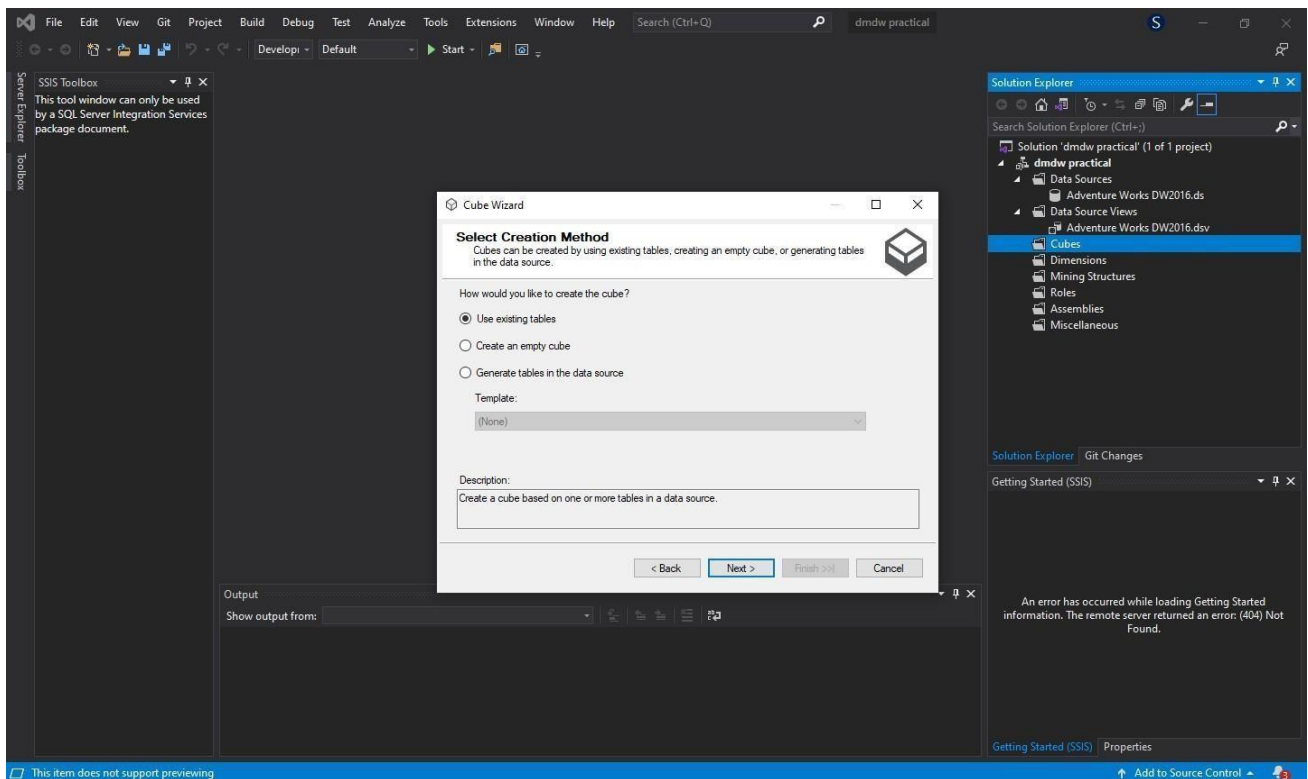 File Edit View Git Project Build Debug Test Analyze Tools Extensions Window Help Search (Ctrl+Q) dmdw practical S
Developi Default Start
Server Explorer
Toolbox
SSIS Toolbox
This tool window can only be used
by a SQL Server Integration Services
package document.
Cube Wizard
Select Creation Method
Cubes can be created by using existing tables, creating an empty cube, or generating tables
in the data source.
How would you like to create the cube?
Use existing tables
Create an empty cube
Generate tables in the data source
Template:
(None)
Description:
Create a cube based on one or more tables in a data source.
< Back Next > Finish >>| Cancel
Output
Show output from:
Solution Explorer
Search Solution Explorer (Ctrl+;)
Solution 'dmdw practical' (1 of 1 project)
dmdw practical
Data Sources
Adventure Works DW2016.ds
Data Source Views
Adventure Works DW2016.dsv
Cubes
Dimensions
Mining Structures
Roles
Assemblies
Miscellaneous
Solution Explorer Git Changes
Getting Started (SSIS)
An error has occurred while loading Getting Started
information. The remote server returned an error: (404) Not
Found.
Getting Started (SSIS) Properties
This item does not support previewing Add to Source Control 3